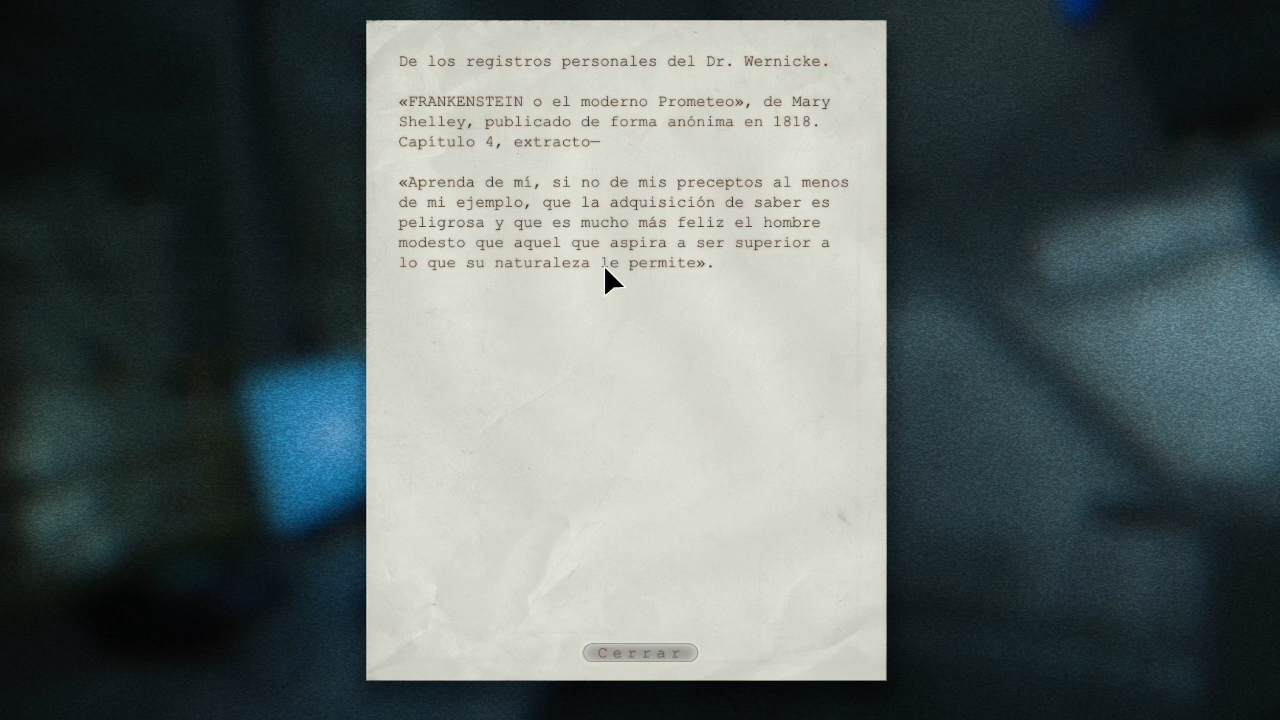 De los registros personales del Dr. Wernicke.
«FRANKENSTEIN o el moderno Prometeo», de Mary
Shelley, publicado de forma anónima en 1818.
Capítulo 4, extracto—
«Aprenda de mí, si no de mis preceptos al menos
de mi ejemplo, que la adquisición de saber es
peligrosa y que es mucho más feliz el hombre
modesto que aquel que aspira a ser superior a
lo que su naturaleza le permite».
Cerrar